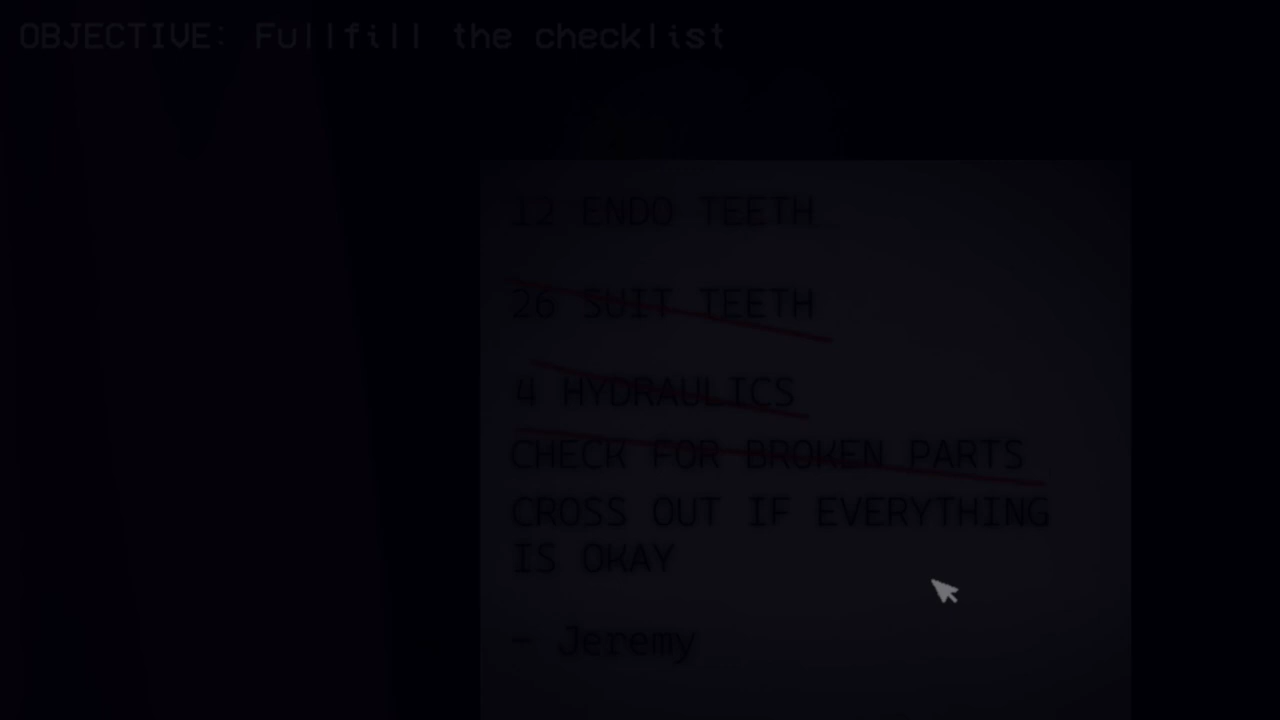 OBJECTIVE: Fullfill the checklist
12 ENDO TEETH
26 SUIT TEETH
4 HYDRAULICS
CHECK FOR BROKEN PARTS
CROSS OUT IF EVERYTHING
IS OKAY
- Jeremy